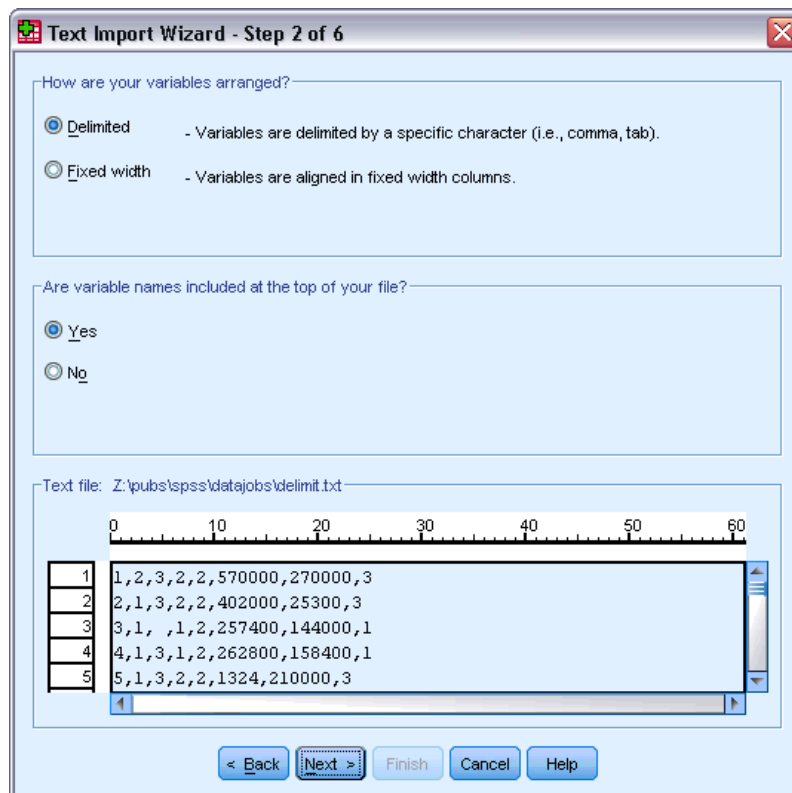 Text Import Wizard - Step 2 of 6
How are your variables arranged?
Delimited - Variables are delimited by a specific character (i.e., comma, tab).
Fixed width - Variables are aligned in fixed width columns.
Are variable names included at the top of your file?
Yes
No
Text file: Z:\pubs\spss\datajobs\delimit.txt
0 10 20 30 40 50 60
1 1,2,3,2,2,570000,270000,3
2 2,1,3,2,2,402000,25300,3
3 3,1, ,1,2,257400,144000,1
4 4,1,3,1,2,262800,158400,1
5 5,1,3,2,2,1324,210000,3
< Back Next > Finish Cancel Help